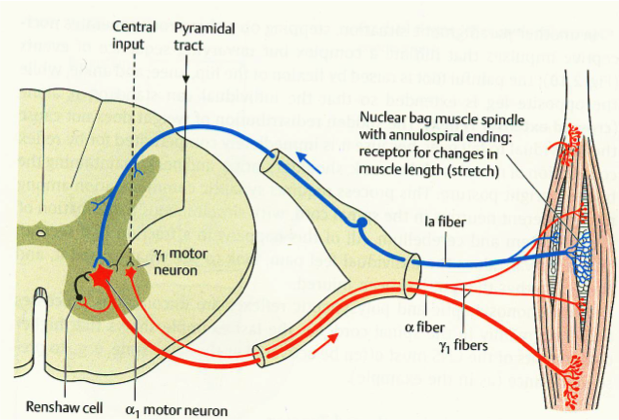 Central
input
Pyramidal
tract
Nuclear bag muscle spindle
with annulospiral ending:
receptor for changes in
muscle length (stretch)
Ia fiber
γ₁ motor
neuron
α fiber
γ₁ fibers
Renshaw cell
α₁ motor neuron